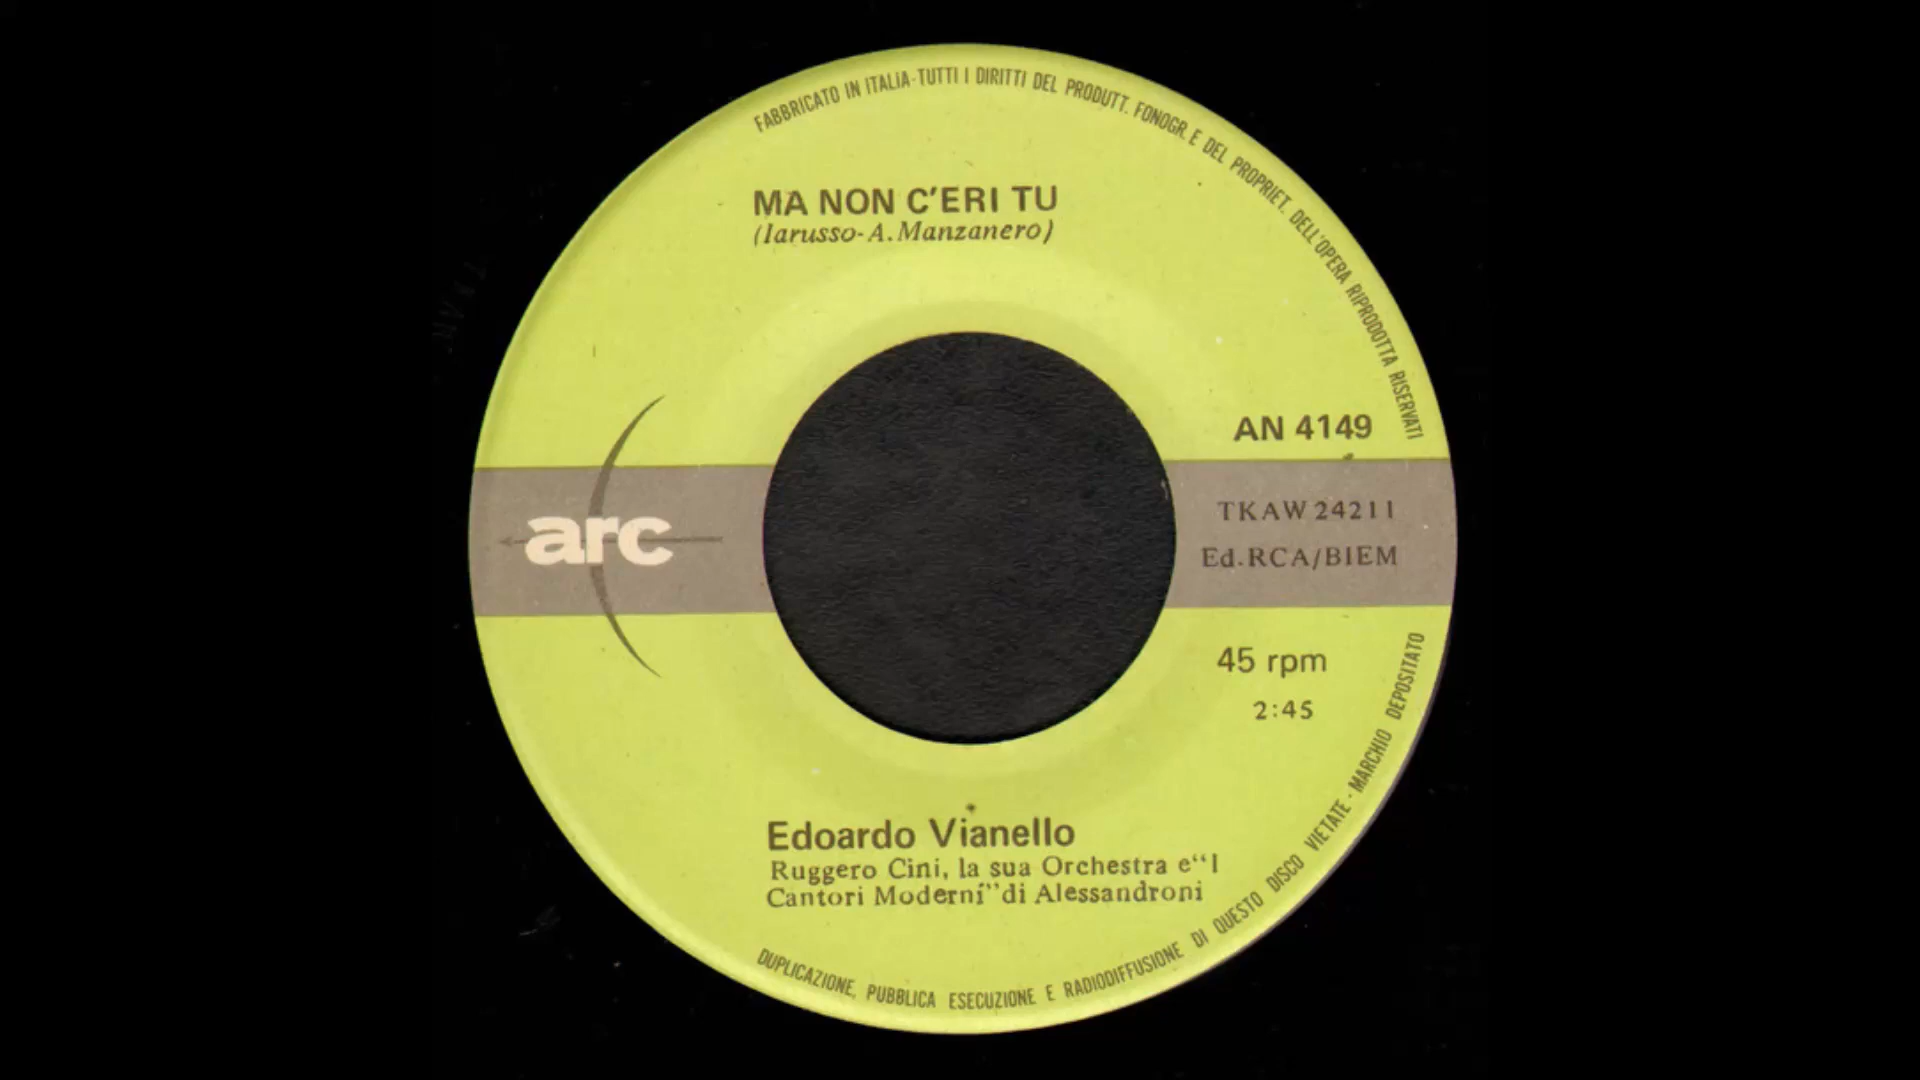 FABBRICATO IN ITALIA-TUTTI I DIRITTI DEL PRODUTT. FONOGR. E DEL PROPRIET. DELL'OPERA RIPRODOTTA RISERVATI
MA NON C'ERI TU
(Iarusso-A.Manzanero)
AN 4149
arc
TKAW 24211
Ed.RCA/BIEM
45 rpm
2:45
Edoardo Vianello
Ruggero Cini, la sua Orchestra e“I
Cantori Moderni”di Alessandroni
DUPLICAZIONE, PUBBLICA ESECUZIONE E RADIODIFFUSIONE DI QUESTO DISCO VIETATE - MARCHIO DEPOSITATO